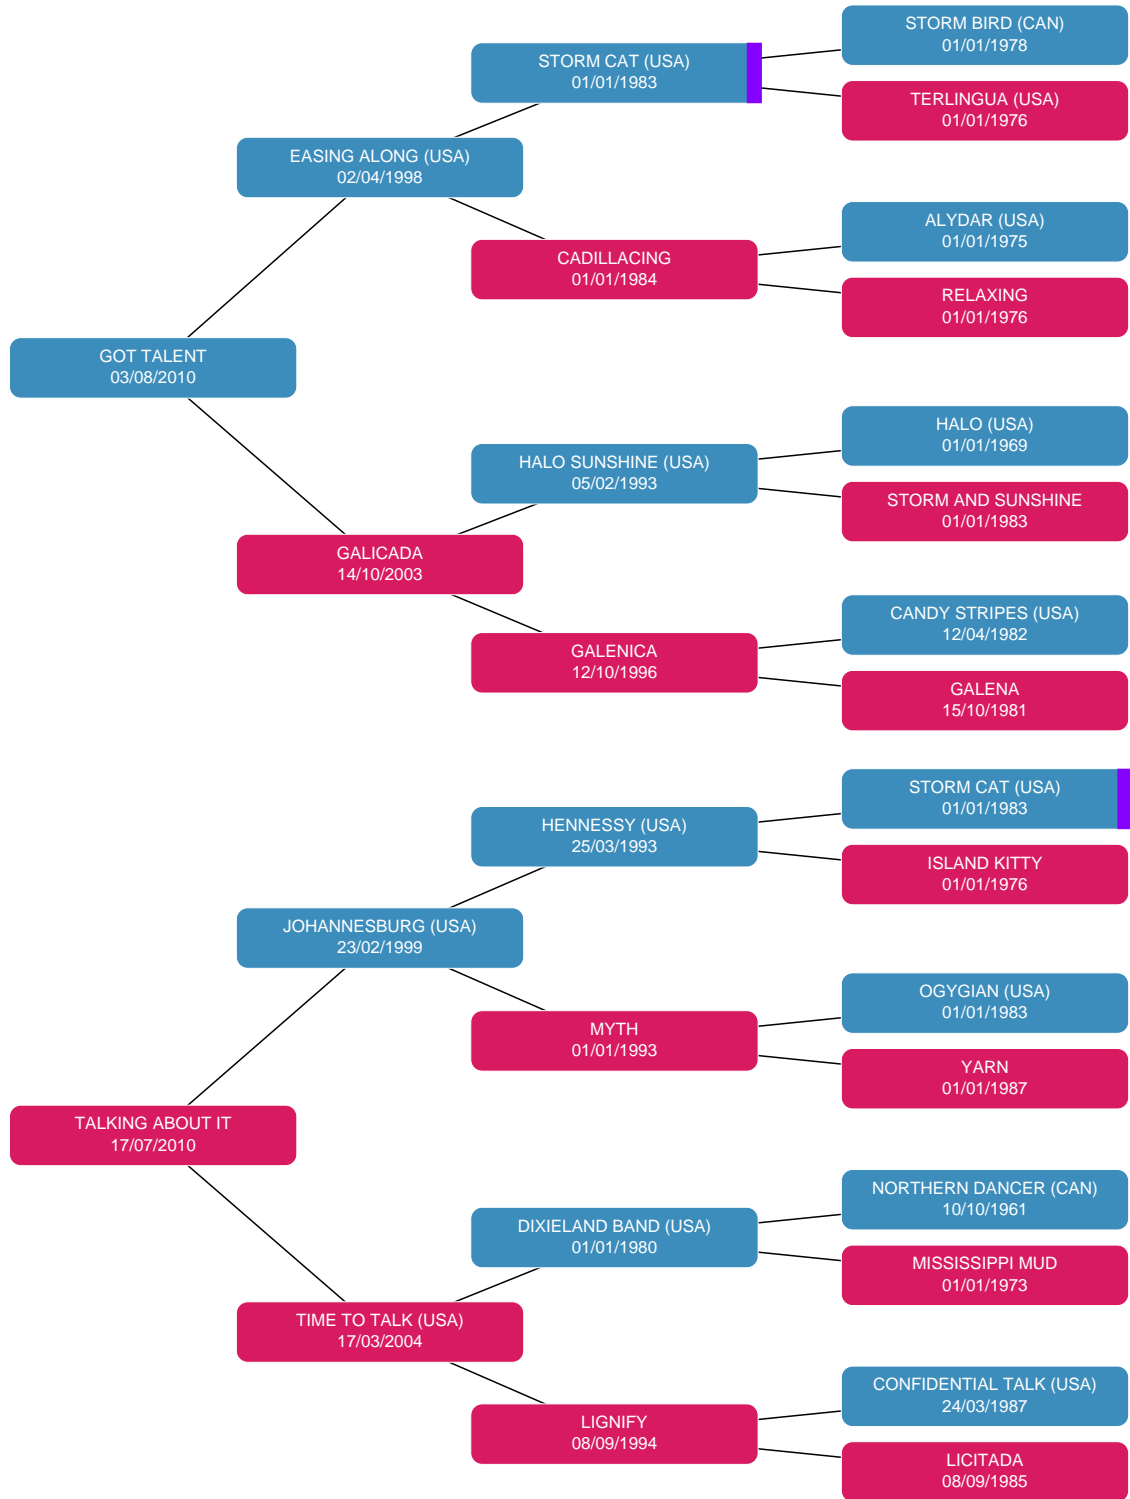 STORM BIRD (CAN)
01/01/1978
STORM CAT (USA)
01/01/1983
TERLINGUA (USA)
01/01/1976
EASING ALONG (USA)
02/04/1998
ALYDAR (USA)
01/01/1975
CADILLACING
01/01/1984
RELAXING
01/01/1976
GOT TALENT
03/08/2010
HALO (USA)
01/01/1969
HALO SUNSHINE (USA)
05/02/1993
STORM AND SUNSHINE
01/01/1983
GALICADA
14/10/2003
CANDY STRIPES (USA)
12/04/1982
GALENICA
12/10/1996
GALENA
15/10/1981
STORM CAT (USA)
01/01/1983
HENNESSY (USA)
25/03/1993
ISLAND KITTY
01/01/1976
JOHANNESBURG (USA)
23/02/1999
OGYGIAN (USA)
01/01/1983
MYTH
01/01/1993
YARN
01/01/1987
TALKING ABOUT IT
17/07/2010
NORTHERN DANCER (CAN)
10/10/1961
DIXIELAND BAND (USA)
01/01/1980
MISSISSIPPI MUD
01/01/1973
TIME TO TALK (USA)
17/03/2004
CONFIDENTIAL TALK (USA)
24/03/1987
LIGNIFY
08/09/1994
LICITADA
08/09/1985